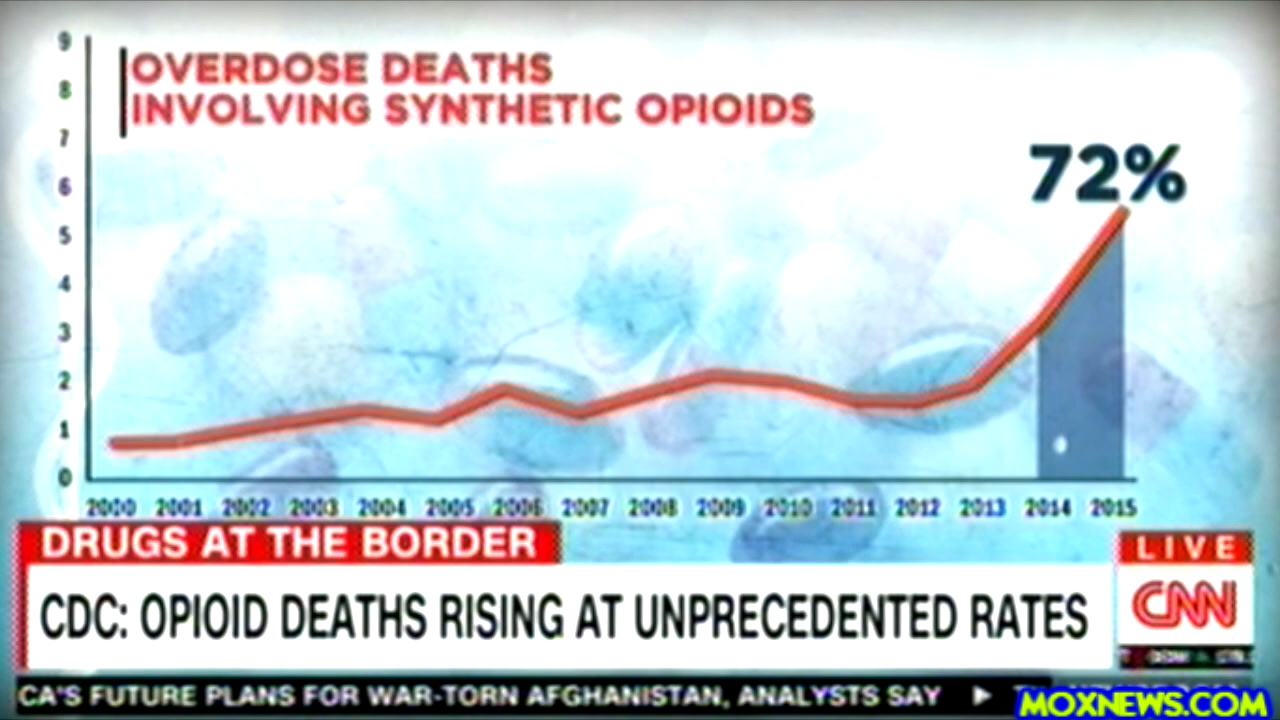 9
OVERDOSE DEATHS
8
INVOLVING SYNTHETIC OPIOIDS
7
72%
6
5
4
3
2
1
0
2000 2001 2002 2003 2004 2005 2006 2007 2008 2009 2010 2011 2012 2013 2014 2015
DRUGS AT THE BORDER
LIVE
CDC: OPIOID DEATHS RISING AT UNPRECEDENTED RATES
CNN
CA'S FUTURE PLANS FOR WAR-TORN AFGHANISTAN, ANALYSTS SAY
MOXNEWS.COM